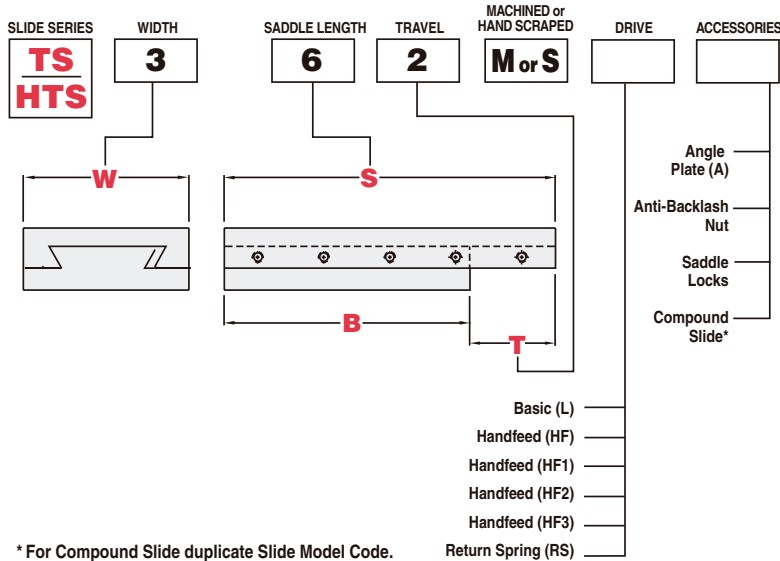 SLIDE SERIES
WIDTH
SADDLE LENGTH
TRAVEL
MACHINED or
HAND SCRAPED
DRIVE
ACCESSORIES
TS
HTS
3
6
2
M or S
W
S
B
T
Angle
Plate (A)
Anti-Backlash
Nut
Saddle
Locks
Compound
Slide*
Basic (L)
Handfeed (HF)
Handfeed (HF1)
Handfeed (HF2)
Handfeed (HF3)
Return Spring (RS)
* For Compound Slide duplicate Slide Model Code.